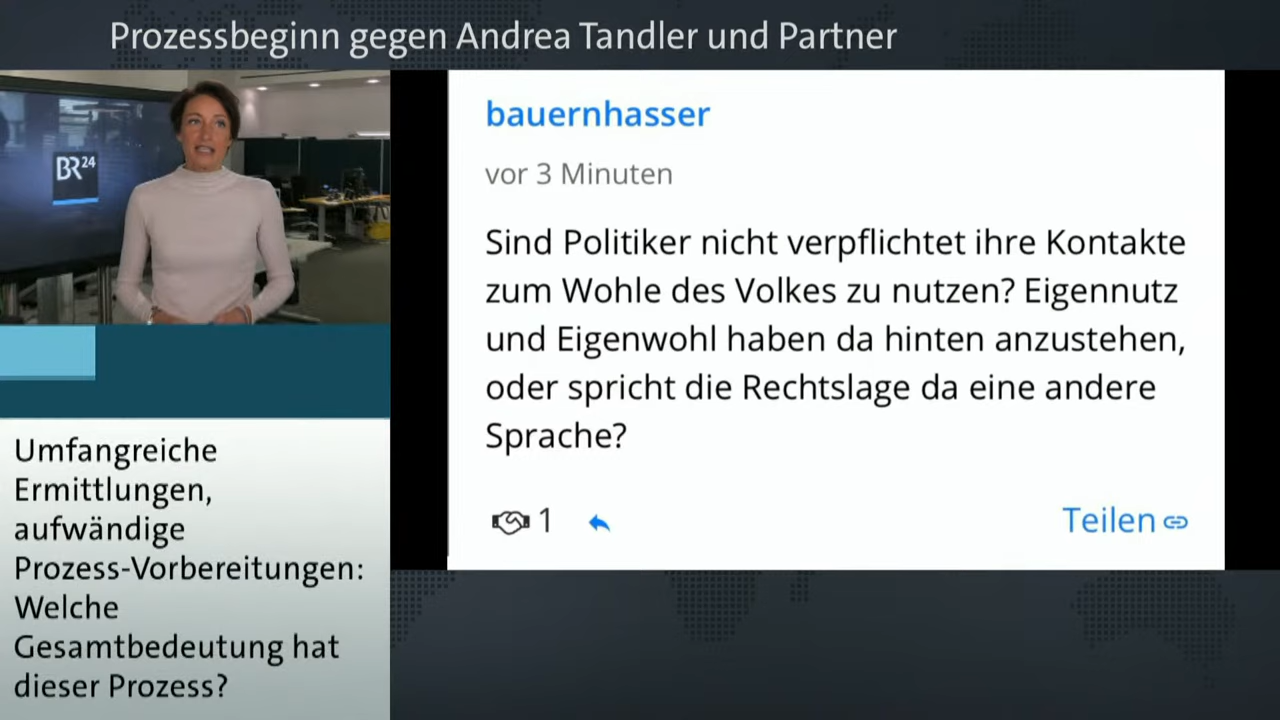 Prozessbeginn gegen Andrea Tandler und Partner
BR24
bauernhasser
vor 3 Minuten
Sind Politiker nicht verpflichtet ihre Kontakte
zum Wohle des Volkes zu nutzen? Eigennutz
und Eigenwohl haben da hinten anzustehen,
oder spricht die Rechtslage da eine andere
Sprache?
1
Teilen
Umfangreiche
Ermittlungen,
aufwändige
Prozess-Vorbereitungen:
Welche
Gesamtbedeutung hat
dieser Prozess?